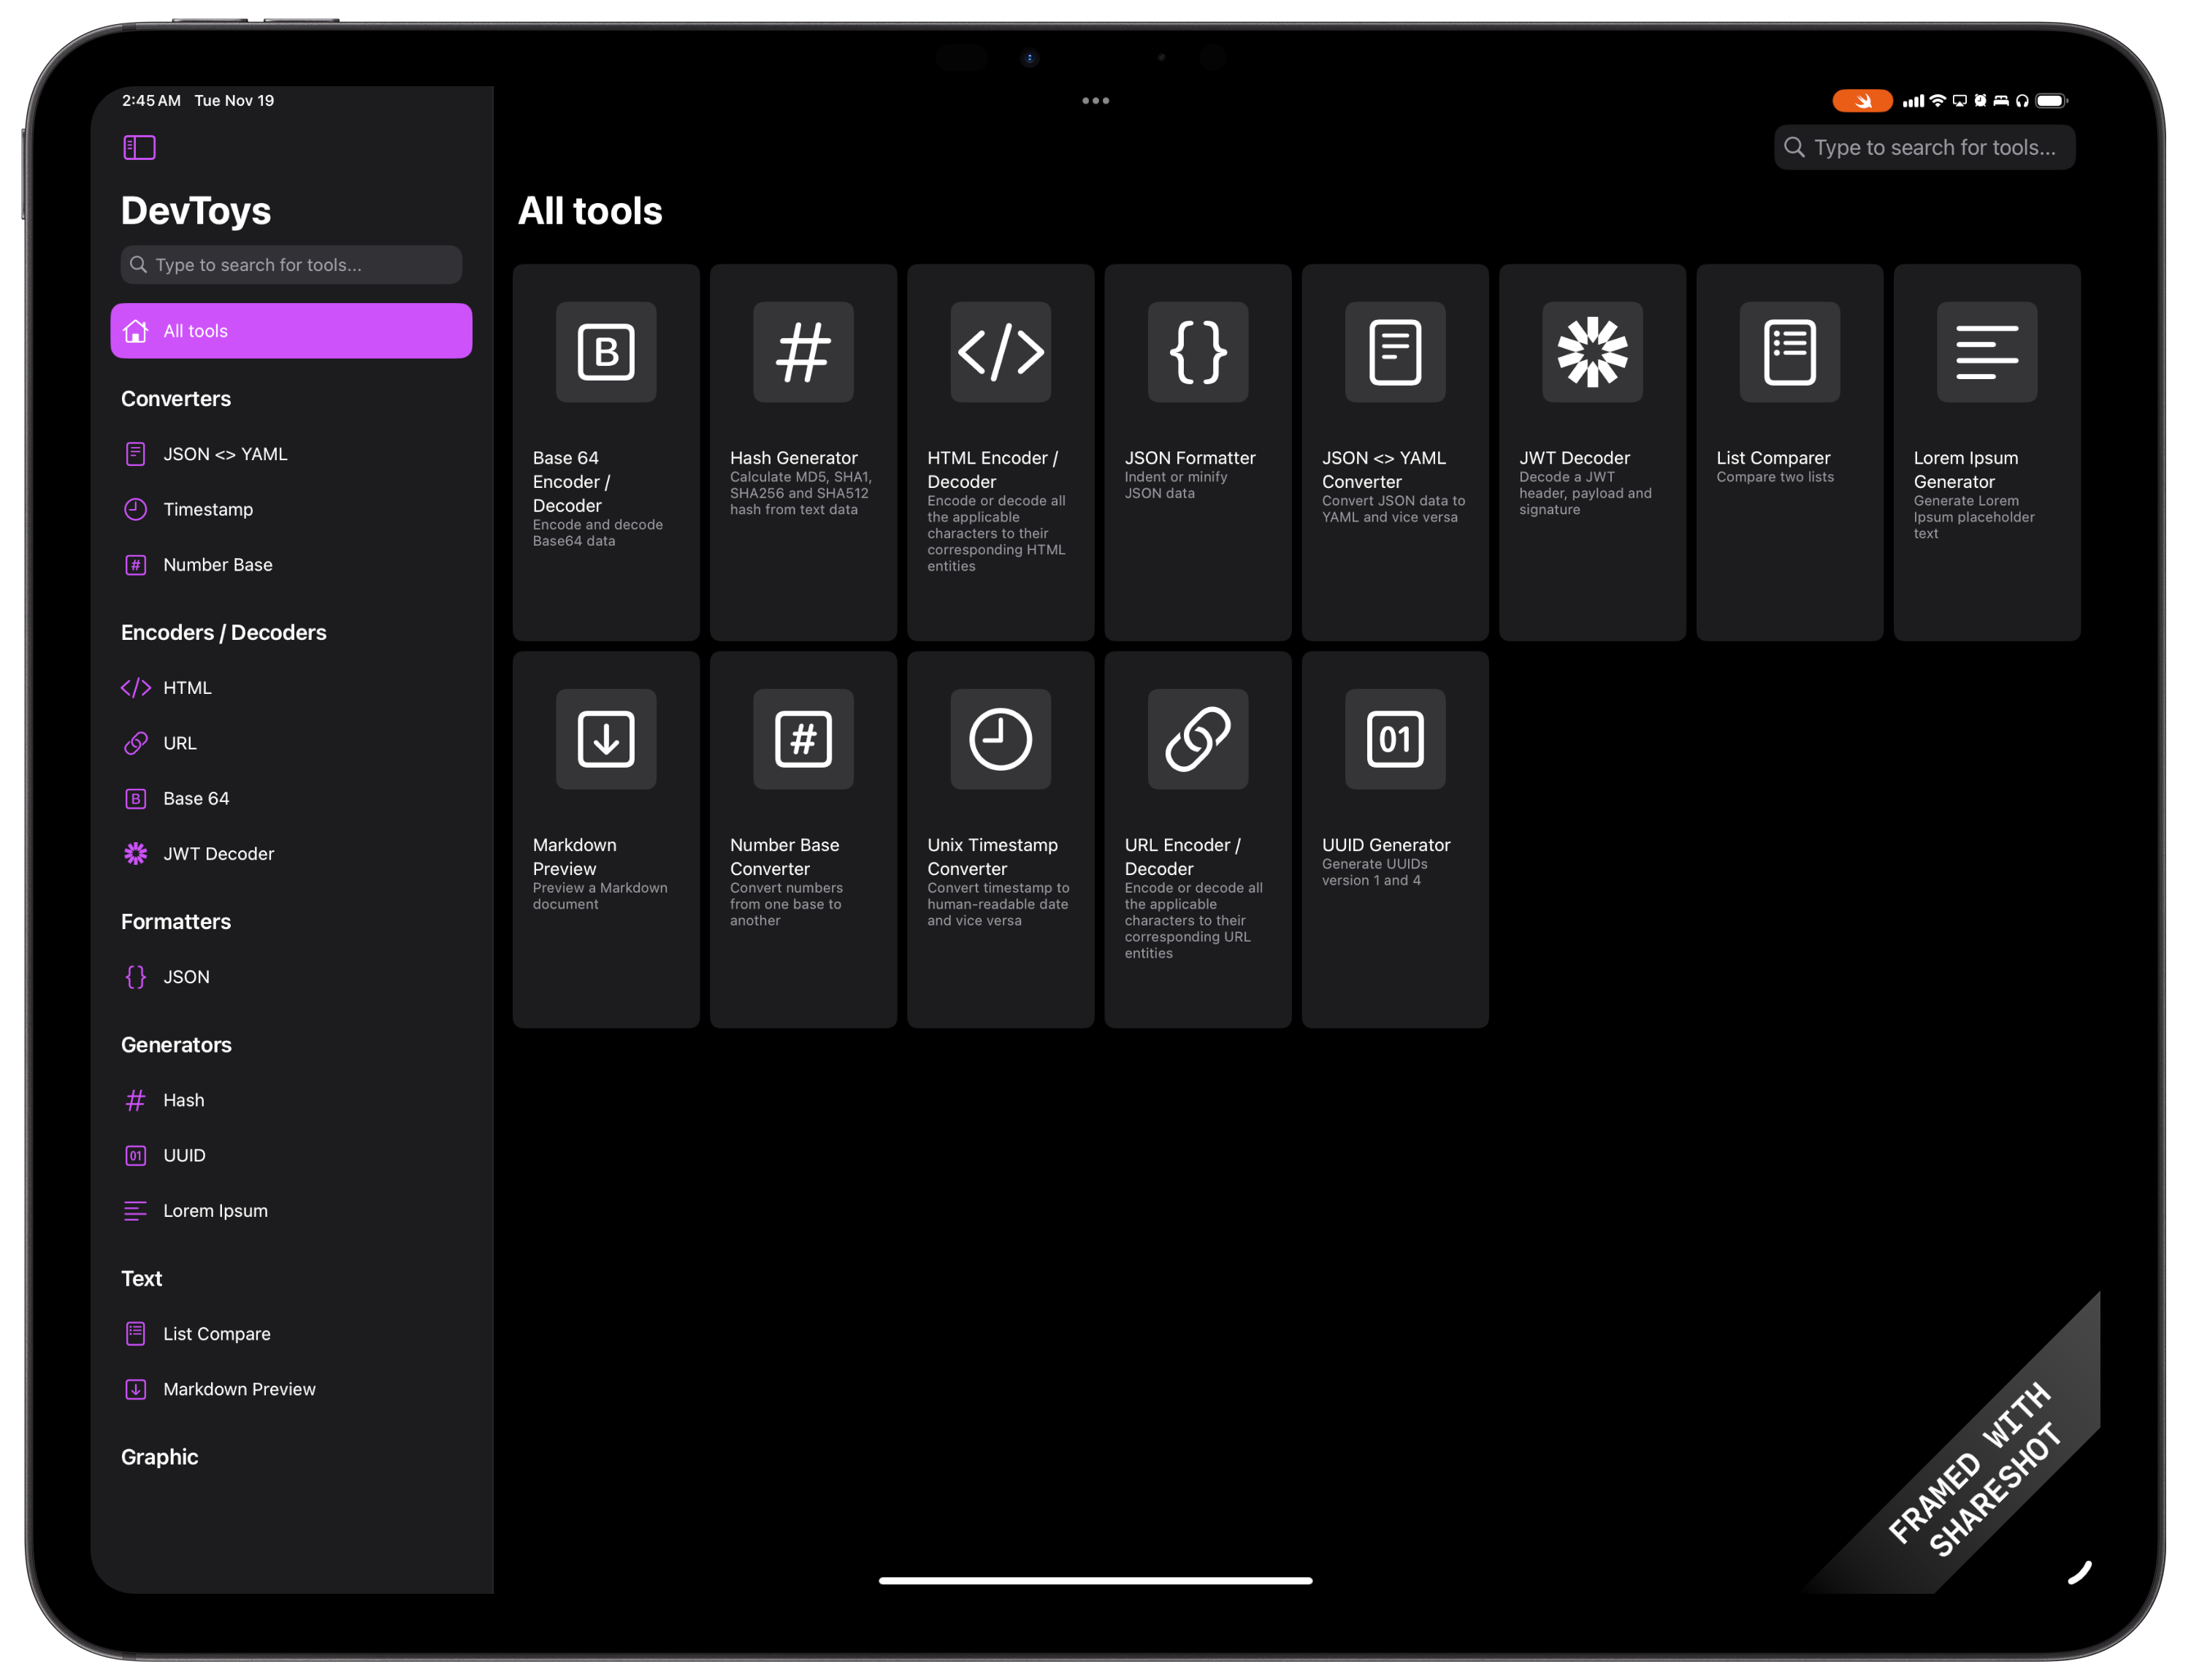 2:45 AM Tue Nov 19
DevToys
Type to search for tools...
All tools
Converters
JSON <> YAML
Timestamp
Number Base
Encoders / Decoders
HTML
URL
Base 64
JWT Decoder
Formatters
JSON
Generators
Hash
UUID
Lorem Ipsum
Text
List Compare
Markdown Preview
Graphic
Type to search for tools...
All tools
Base 64
Encoder /
Decoder
Encode and decode
Base64 data
Hash Generator
Calculate MD5, SHA1,
SHA256 and SHA512
hash from text data
HTML Encoder /
Decoder
Encode or decode all
the applicable
characters to their
corresponding HTML
entities
JSON Formatter
Indent or minify
JSON data
JSON <> YAML
Converter
Convert JSON data to
YAML and vice versa
JWT Decoder
Decode a JWT
header, payload and
signature
List Comparer
Compare two lists
Lorem Ipsum
Generator
Generate Lorem
Ipsum placeholder
text
Markdown
Preview
Preview a Markdown
document
Number Base
Converter
Convert numbers
from one base to
another
Unix Timestamp
Converter
Convert timestamp to
human-readable date
and vice versa
URL Encoder /
Decoder
Encode or decode all
the applicable
characters to their
corresponding URL
entities
UUID Generator
Generate UUIDs
version 1 and 4
FRAMED WITH
SHARESHOT